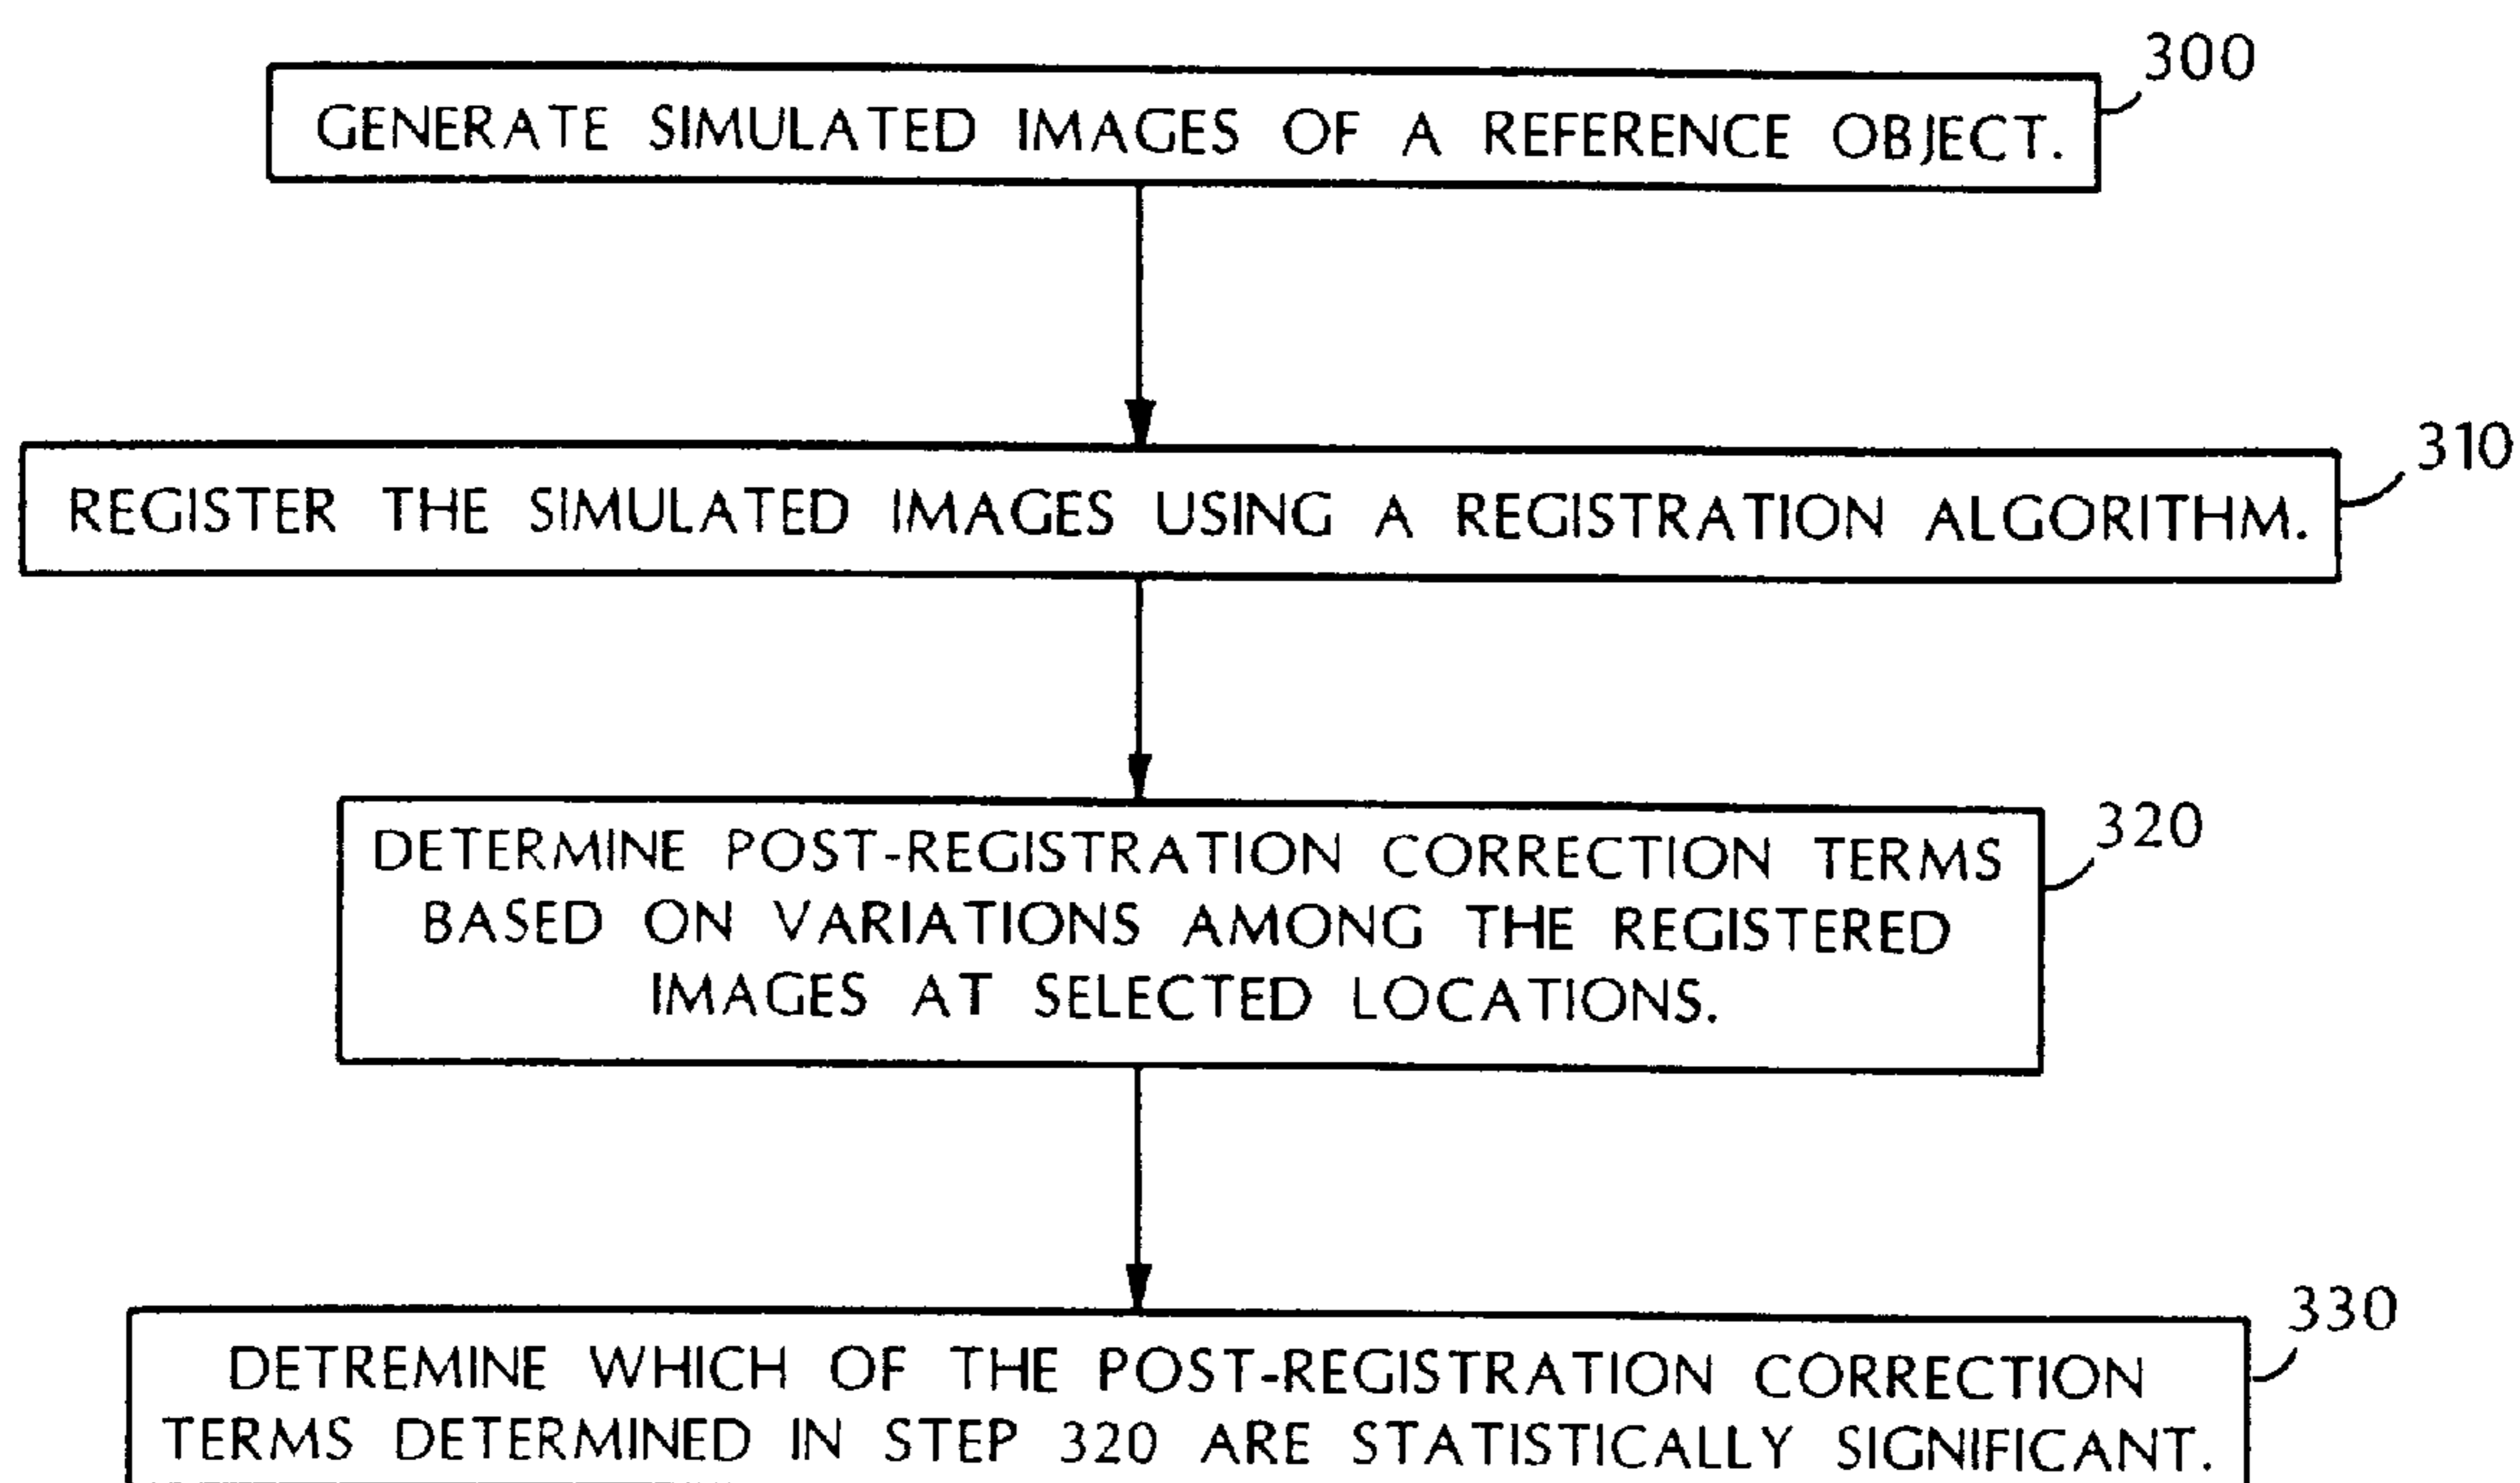 300
GENERATE SIMULATED IMAGES OF A REFERENCE OBJECT.
310
REGISTER THE SIMULATED IMAGES USING A REGISTRATION ALGORITHM.
320
DETERMINE POST-REGISTRATION CORRECTION TERMS
BASED ON VARIATIONS AMONG THE REGISTERED
IMAGES AT SELECTED LOCATIONS.
330
DETREMINE WHICH OF THE POST-REGISTRATION CORRECTION
TERMS DETERMINED IN STEP 320 ARE STATISTICALLY SIGNIFICANT.